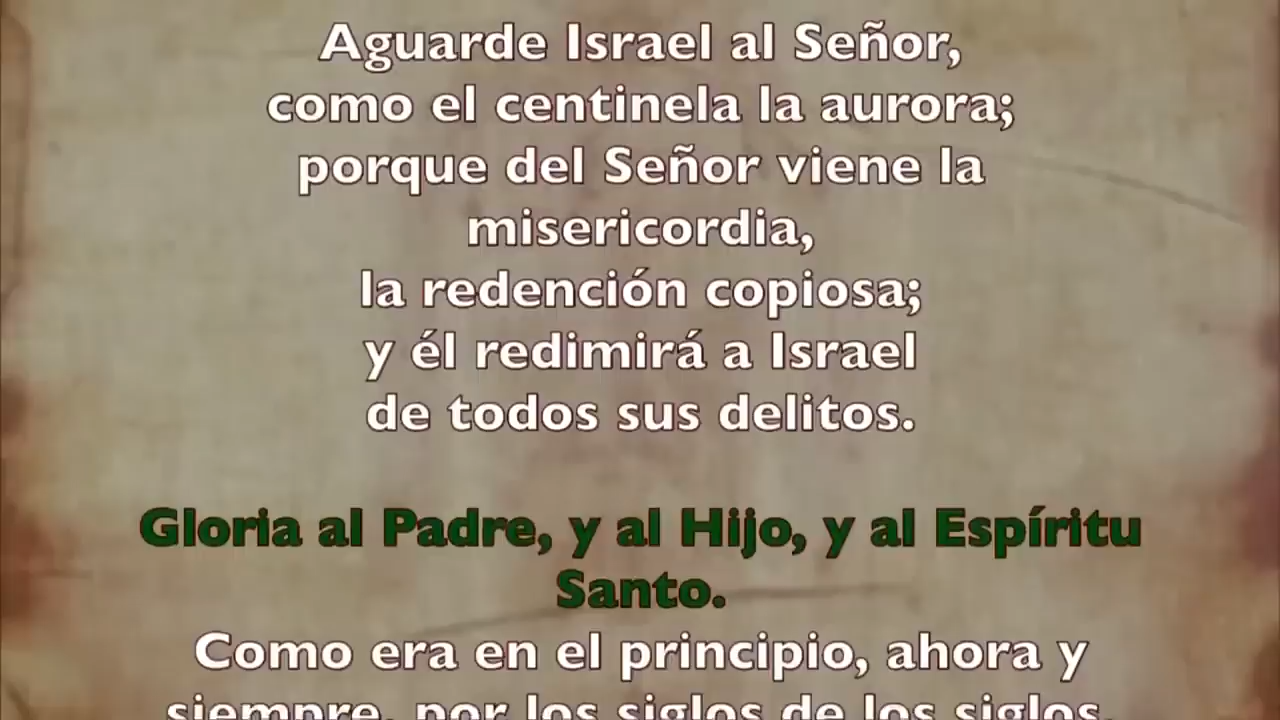 Aguarde Israel al Señor,
como el centinela la aurora;
porque del Señor viene la
misericordia,
la redención copiosa;
y él redimirá a Israel
de todos sus delitos.
Gloria al Padre, y al Hijo, y al Espíritu
Santo.
Como era en el principio, ahora y
siempre, por los siglos de los siglos.